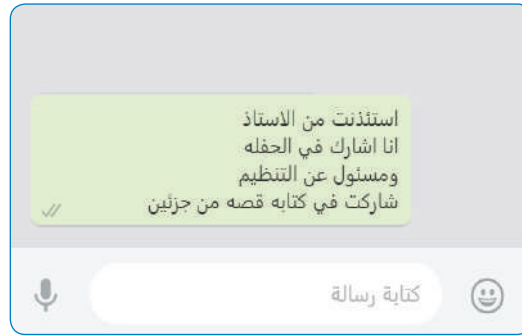 استئذنت من الاستاذ
انا اشارك في الحفله
ومسئول عن التنظيم
شاركت في كتابه قصه من جزئين
كتابة رسالة